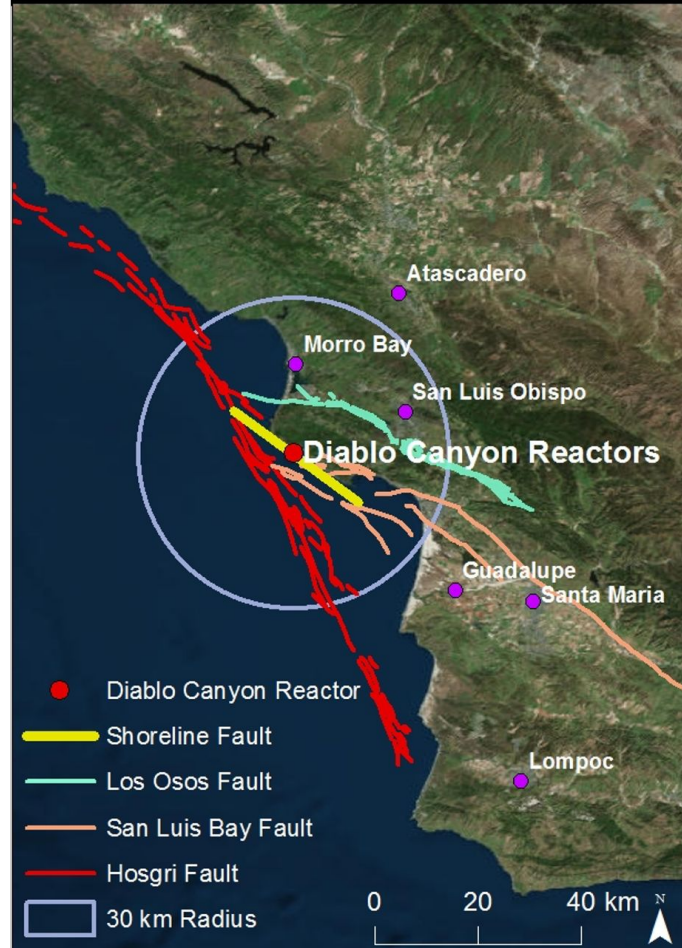 Atascadero
Morro Bay
San Luis Obispo
Diablo Canyon Reactors
Guadalupe
Santa Maria
Diablo Canyon Reactor
Shoreline Fault
Los Osos Fault
Lompoc
San Luis Bay Fault
Hosgri Fault
30 km Radius
0 20 40 km
N